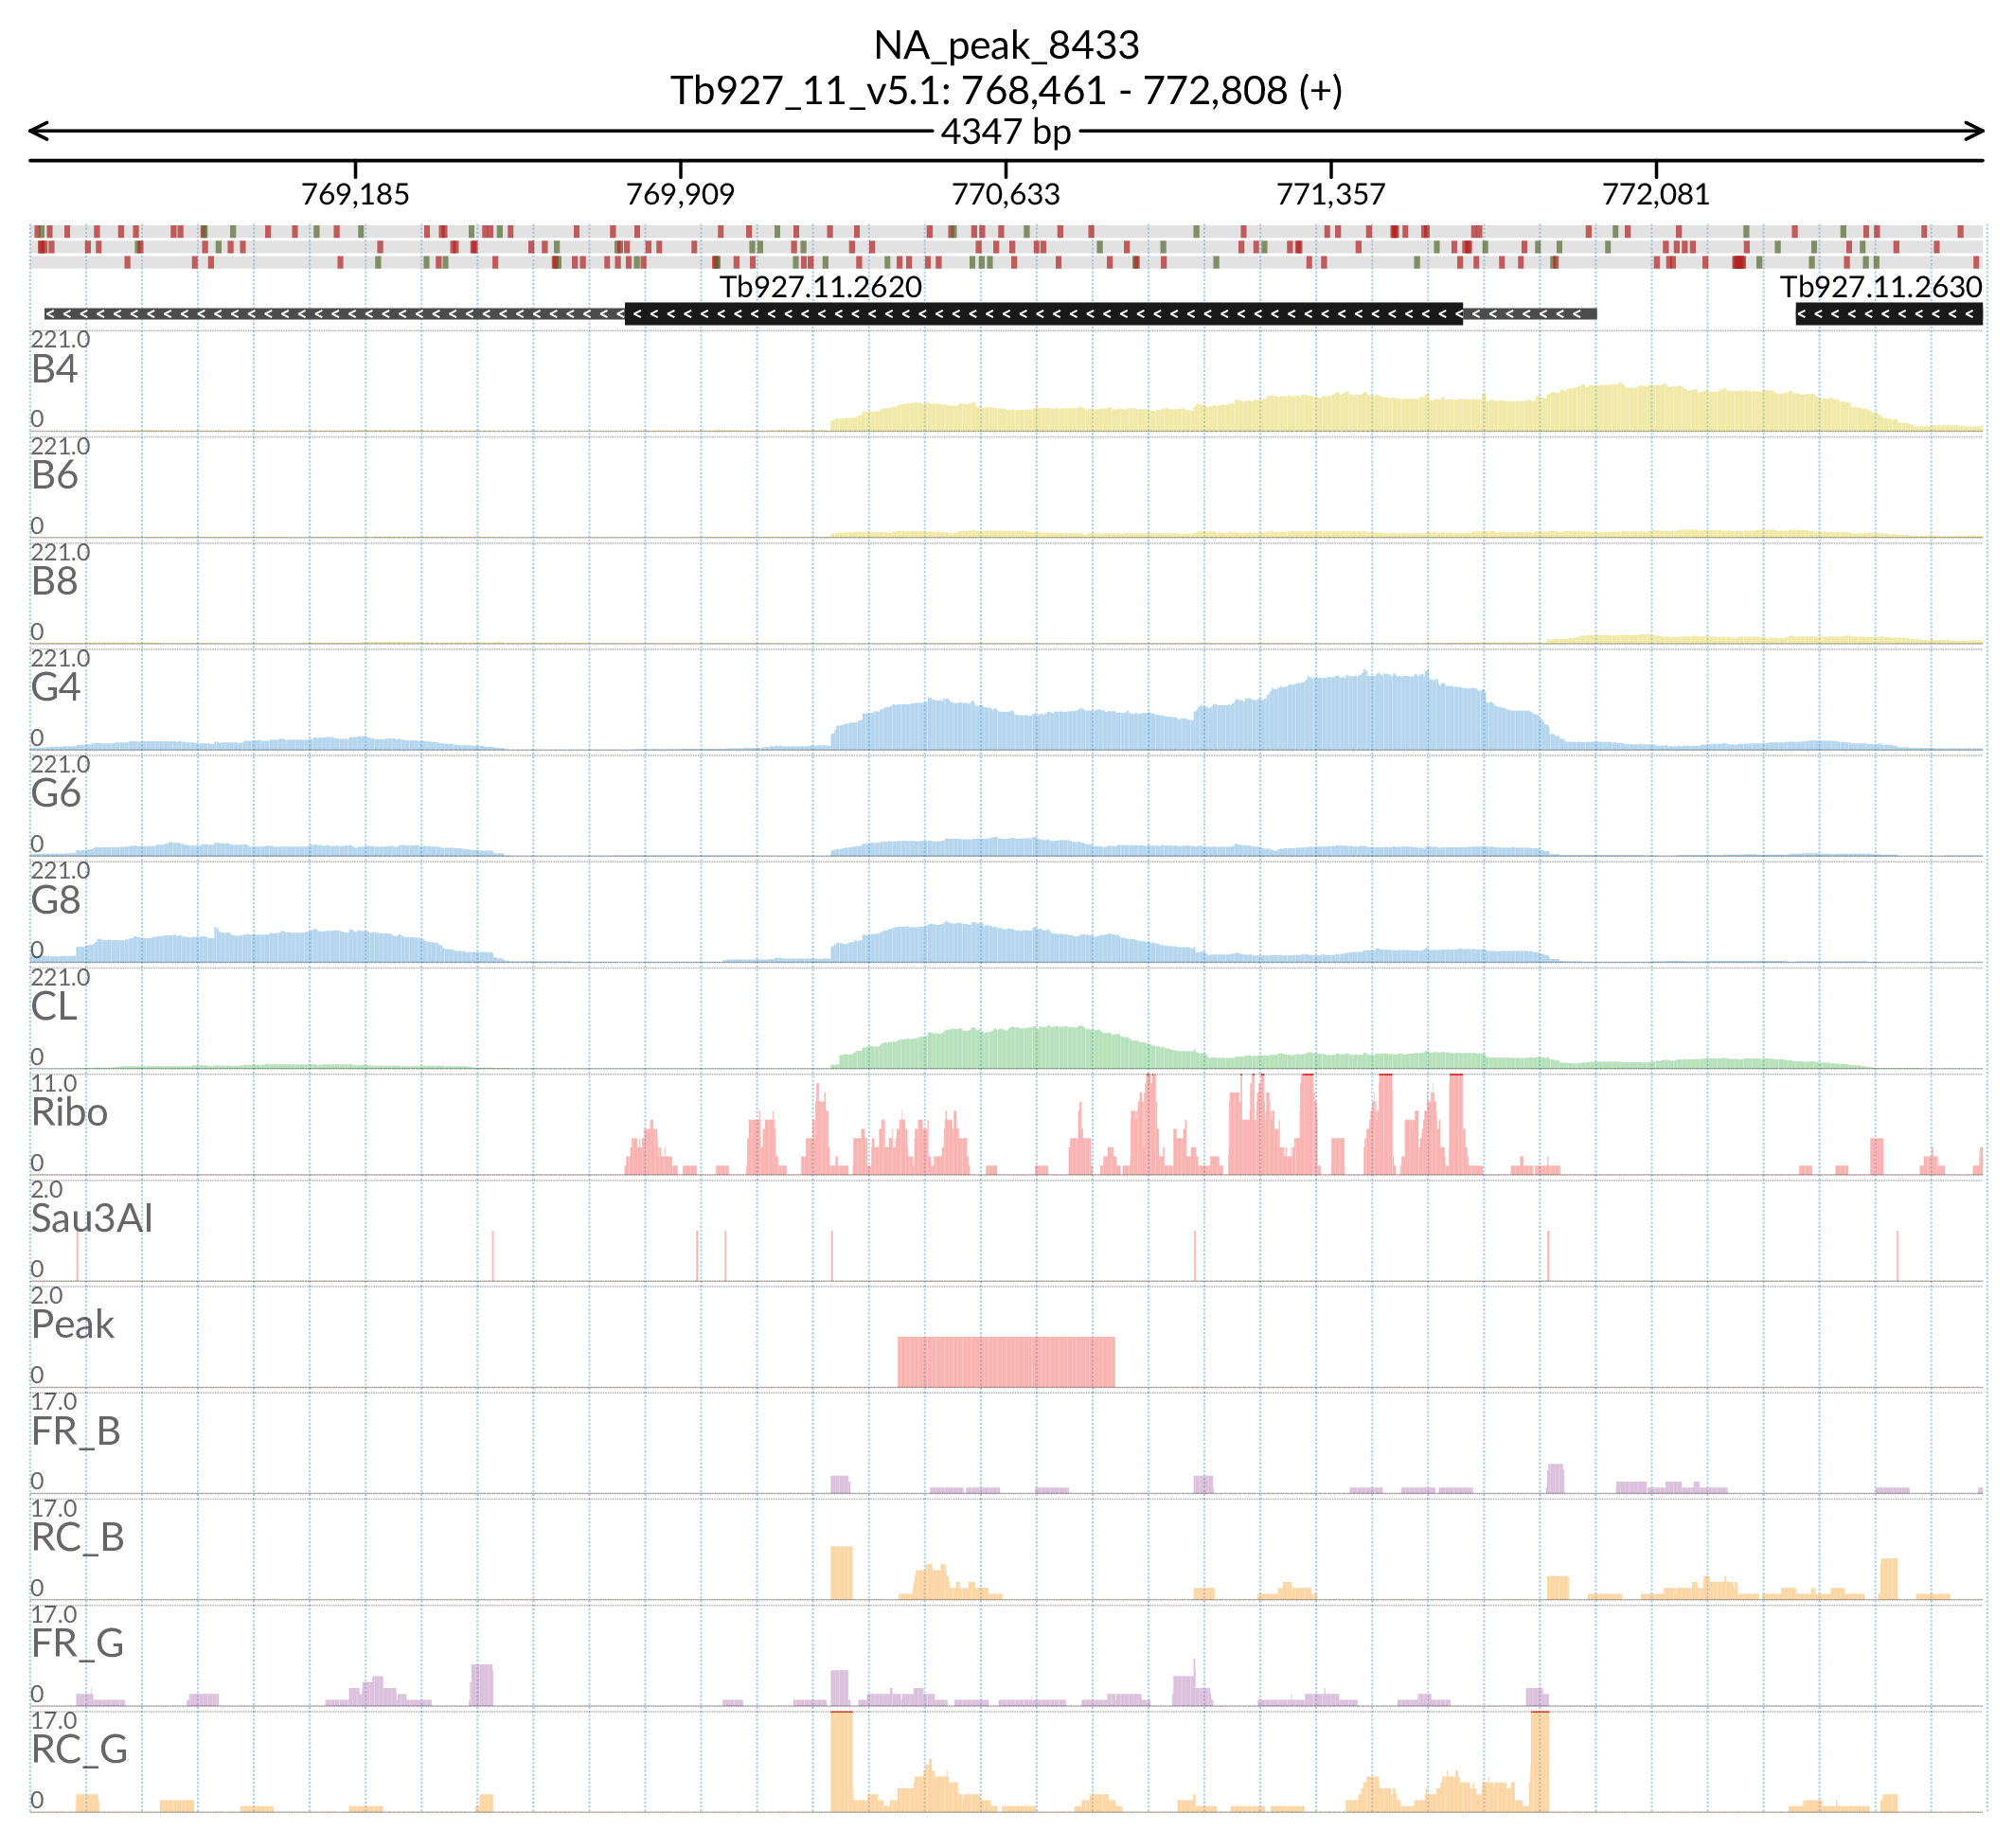 NA_peak_8433
Tb927_11_v5.1: 768,461 - 772,808 (+)
4347 bp
769,185 769,909 770,633 771,357 772,081
Tb927.11.2620 Tb927.11.2630
221.0
B4
0
221.0
B6
0
221.0
B8
0
221.0
G4
0
221.0
G6
0
221.0
G8
0
221.0
CL
0
11.0
Ribo
0
2.0
Sau3AI
0
2.0
Peak
0
17.0
FR_B
0
17.0
RC_B
0
17.0
FR_G
0
17.0
RC_G
0